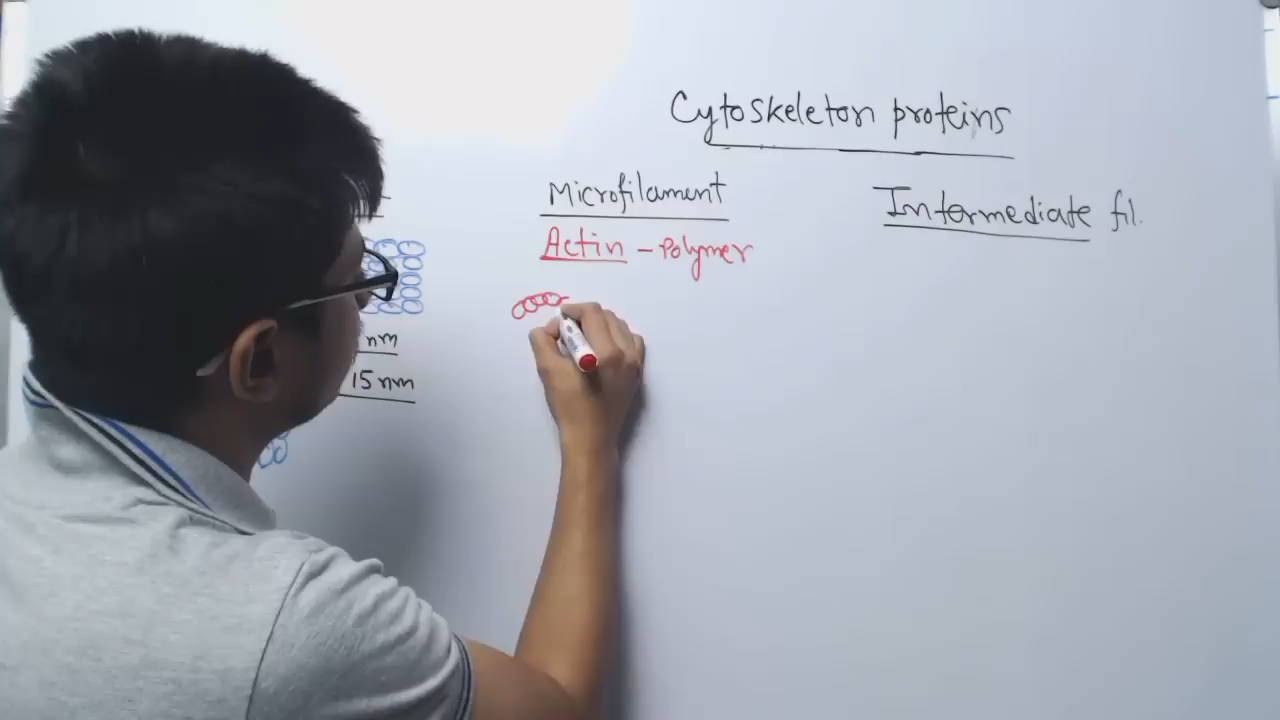 Cytoskeleton proteins
Microfilament
Intermediate fil.
Actin - Polymer
nm
15 nm